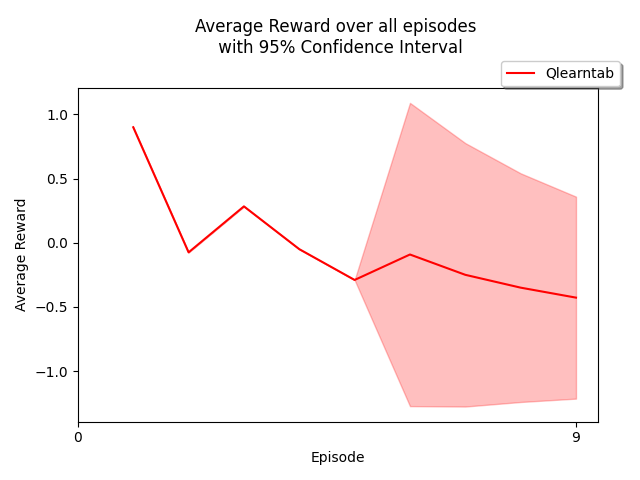 Average Reward over all episodes
with 95% Confidence Interval
Qlearntab
1.0
0.5
0.0
−0.5
−1.0
Average Reward
0
9
Episode